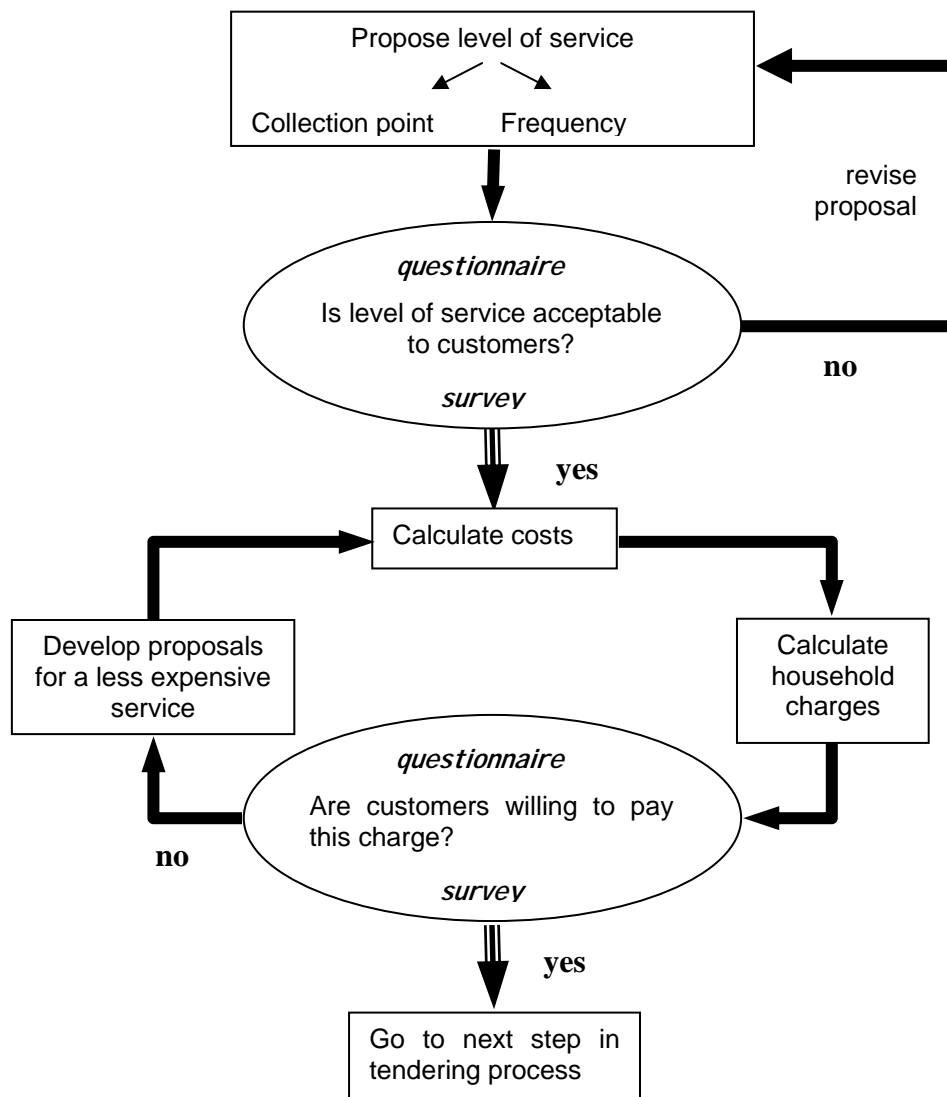 Propose level of service
Collection point Frequency
revise
proposal
questionnaire
Is level of service acceptable
to customers?
survey
no
yes
Calculate costs
Develop proposals
for a less expensive
service
Calculate
household
charges
questionnaire
Are customers willing to pay
this charge?
survey
no
yes
Go to next step in
tendering process